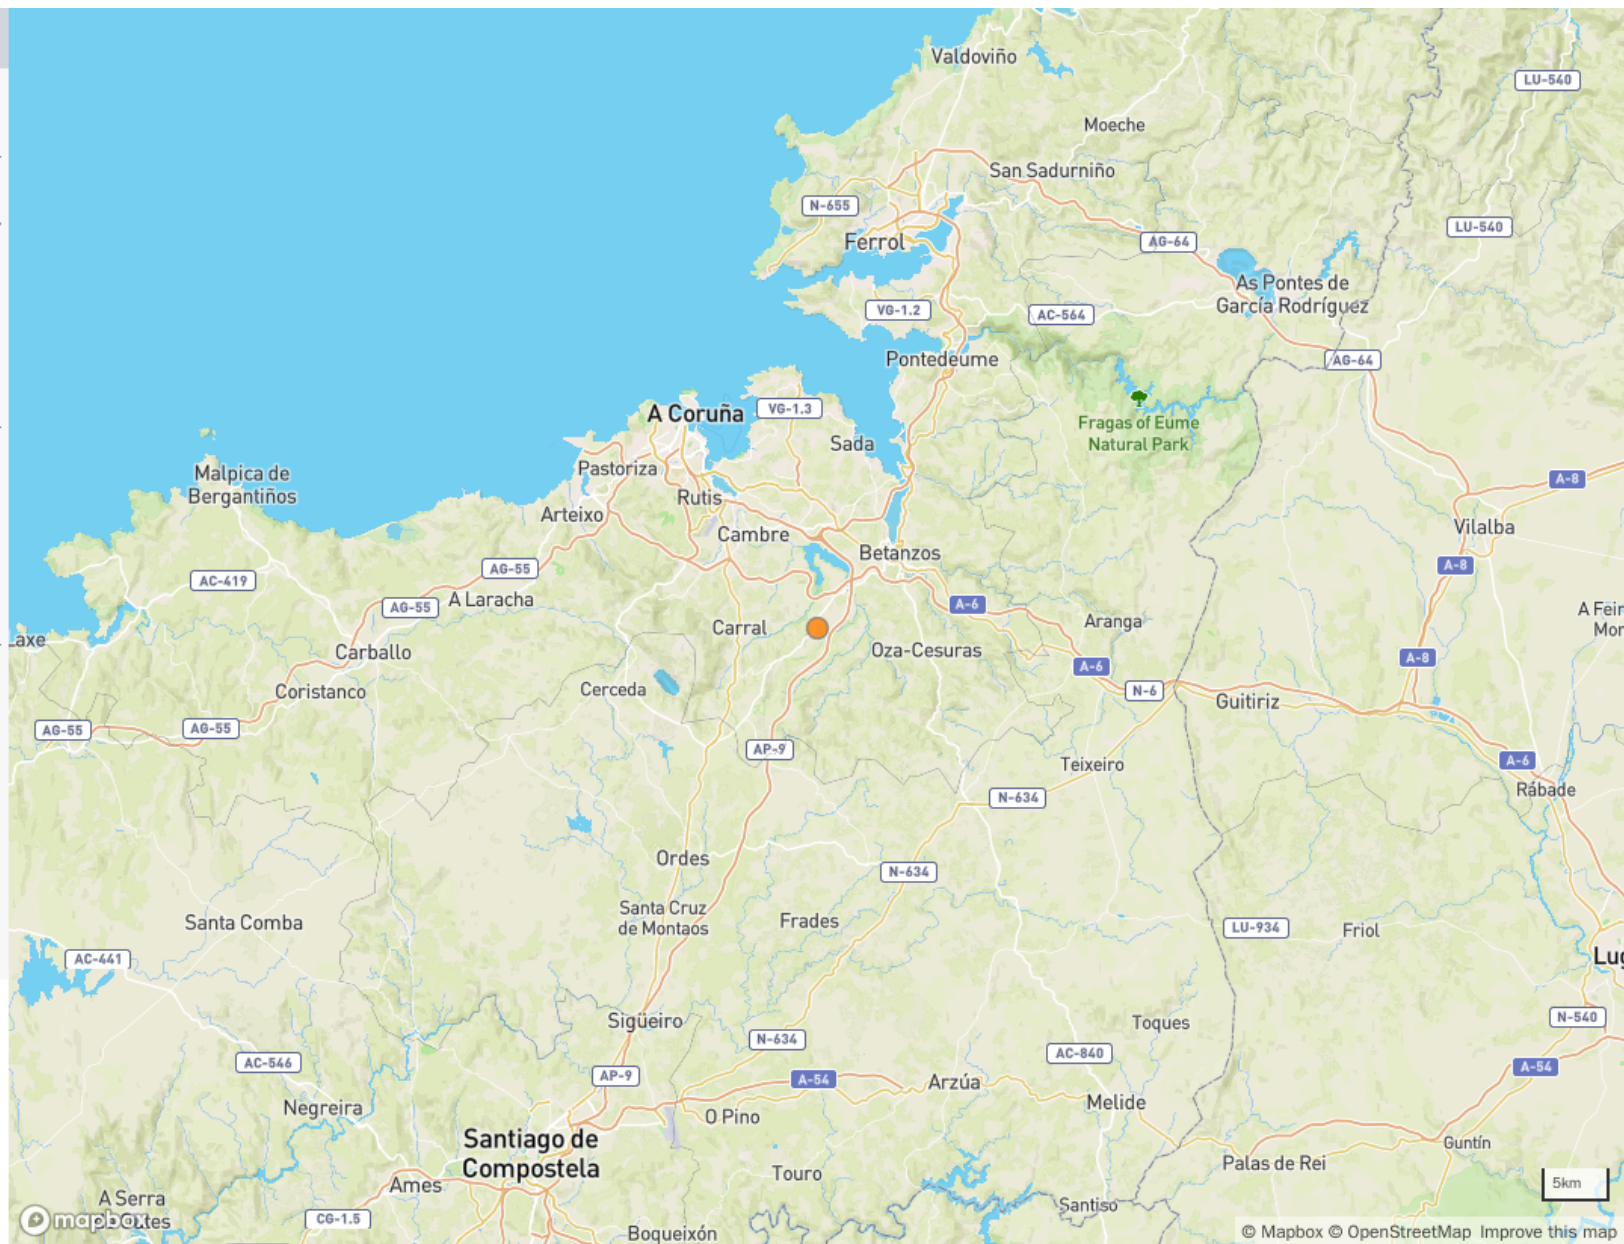 Valdoviño
LU-540
Moeche
San Sadurniño
N-655
LU-540
Ferrol
AG-64
As Pontes de
García Rodríguez
VG-1.2
AC-564
Pontedeume
AG-64
A Coruña
VG-1.3
Fragas of Eume
Natural Park
Sada
Malpica de
Bergantiños
Pastoriza
A-8
Rutis
Arteixo
Vilalba
Cambre
Betanzos
AG-55
A-8
AC-419
A Laracha
AG-55
A-6
A Feir
Mor
Carral
Aranga
Laxe
Carballo
Oza-Cesuras
A-8
A-6
Coristanco
Cerceda
N-6
Guitiriz
AG-55
AG-55
AP-9
Teixeiro
A-6
Rábade
N-634
Ordes
N-634
Santa Comba
Santa Cruz
de Montaos
Frades
LU-934
Friol
AC-441
Lug
Sigüeiro
Toques
N-540
N-634
AC-546
AC-840
A-54
AP-9
A-54
Arzúa
Negreira
Melide
O Pino
Santiago de
Compostela
Guntín
Palas de Rei
Touro
Ames
5km
A Serra
Santiso
mapbox
CG-1.5
Boqueixón
© Mapbox © OpenStreetMap Improve this map